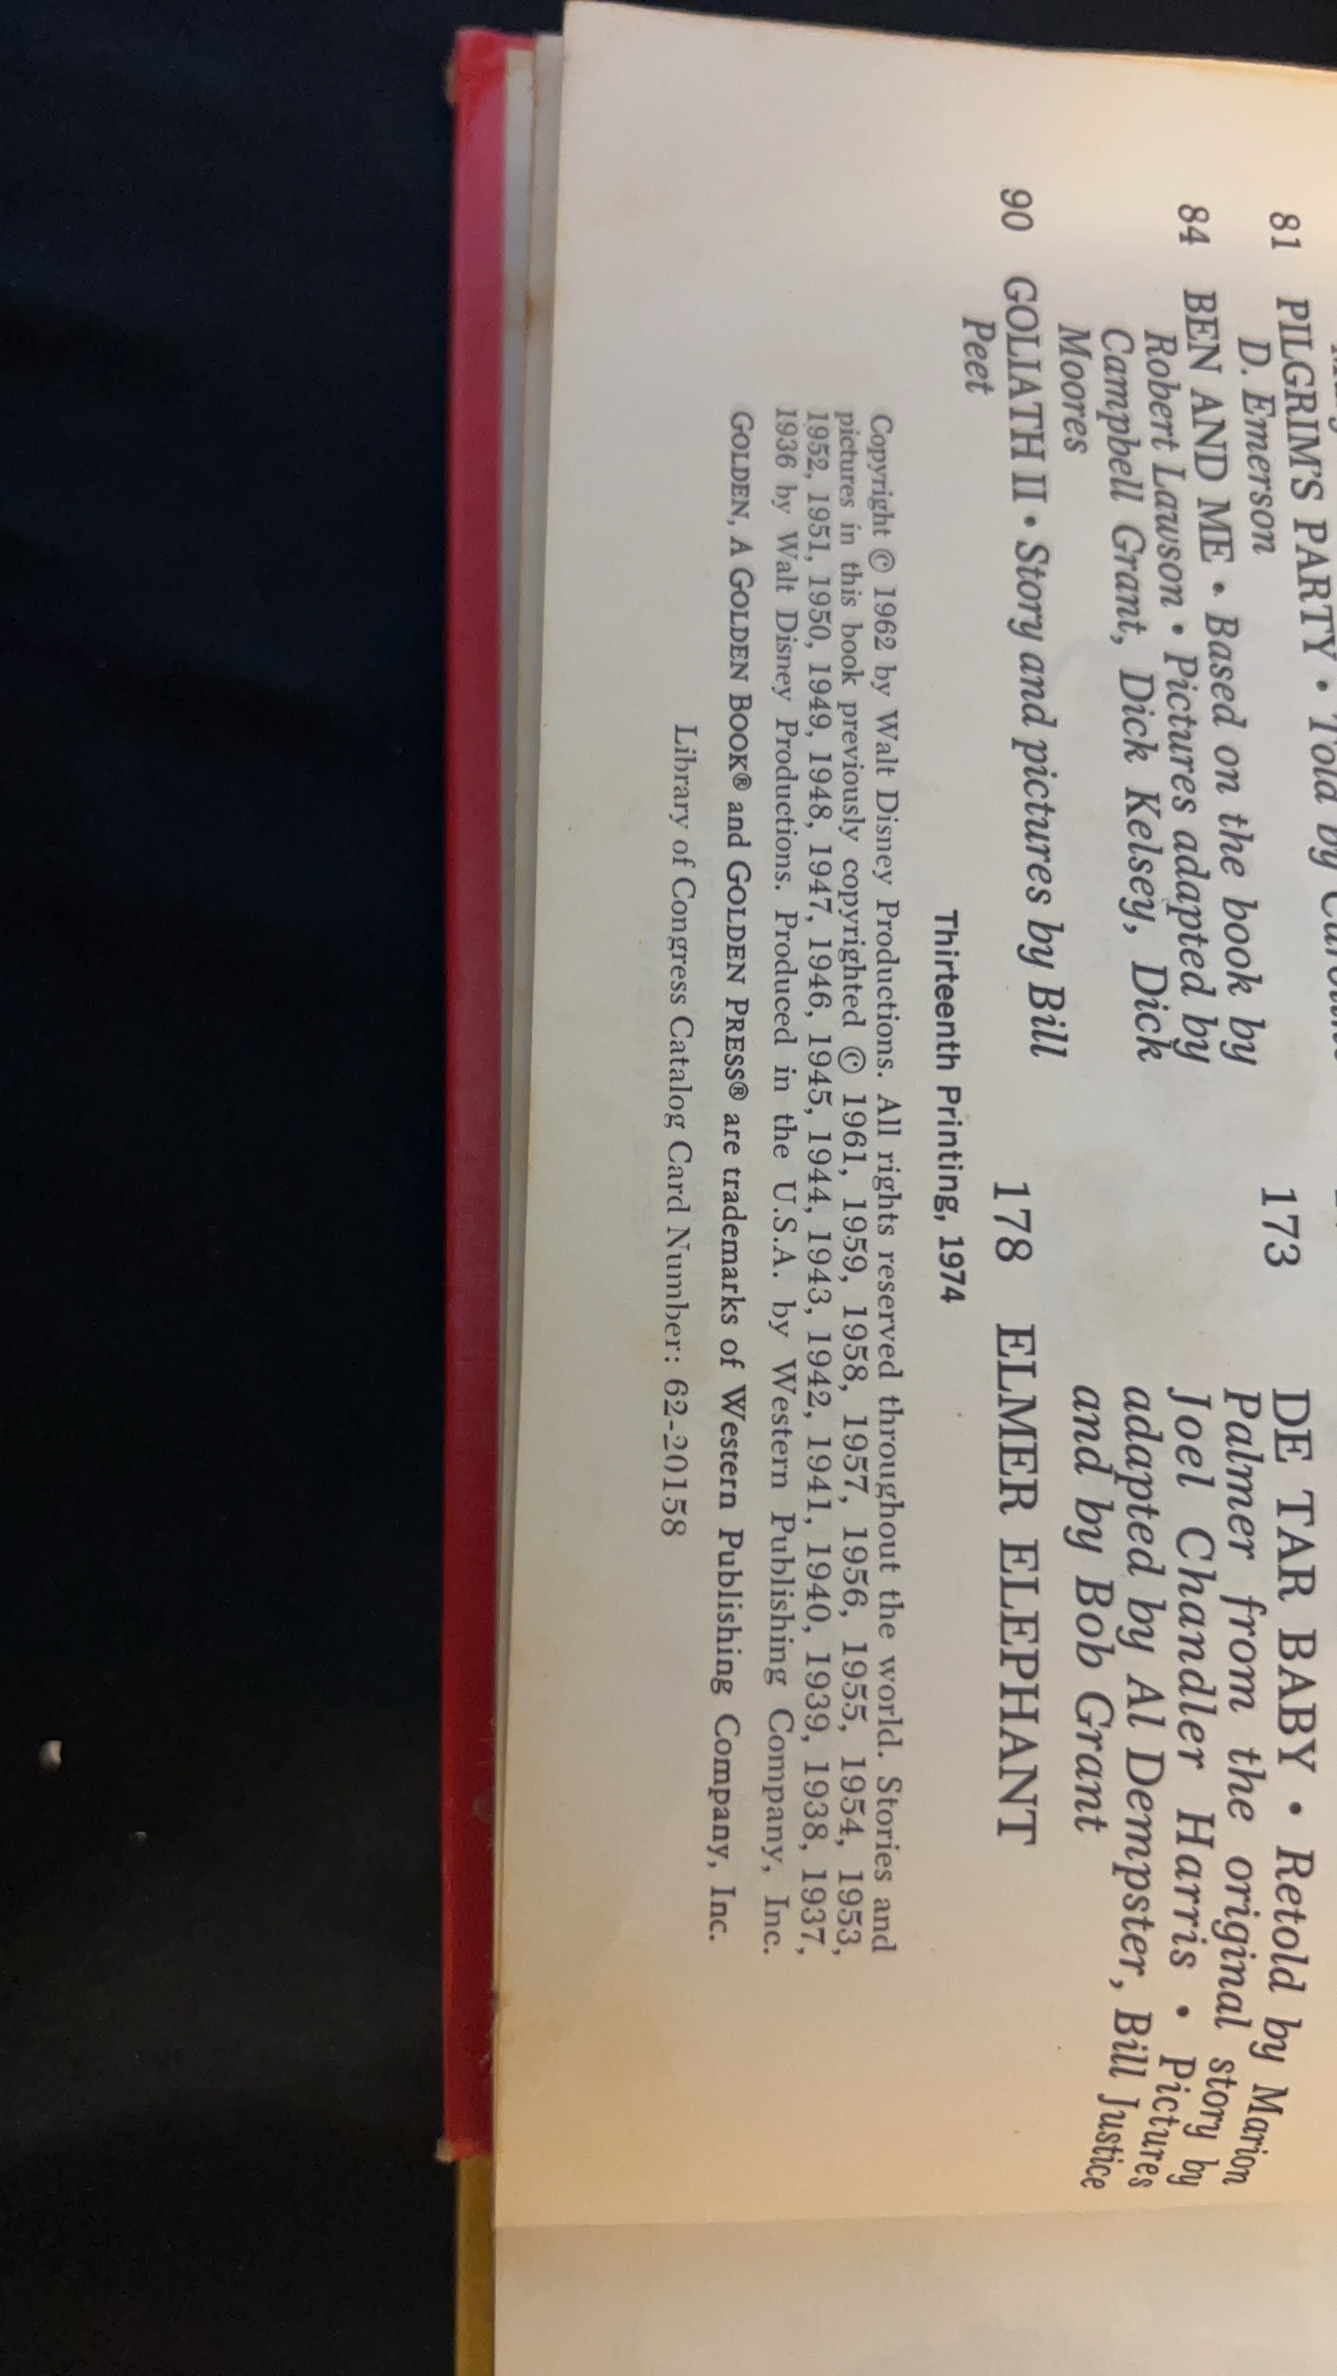 81 PILGRIM'S PARTY • Told by
D. Emerson
84 BEN AND ME • Based on the book by
Robert Lawson • Pictures adapted by
Campbell Grant, Dick Kelsey, Dick
Moores
90 GOLIATH II • Story and pictures by Bill
Peet
173 DE TAR BABY • Retold by Marion
Palmer from the original story by
Joel Chandler Harris • Pictures
adapted by Al Dempster, Bill Justice
and by Bob Grant
178 ELMER ELEPHANT
Thirteenth Printing, 1974
Copyright © 1962 by Walt Disney Productions. All rights reserved throughout the world. Stories and
pictures in this book previously copyrighted © 1961, 1959, 1958, 1957, 1956, 1955, 1954, 1953,
1952, 1951, 1950, 1949, 1948, 1947, 1946, 1945, 1944, 1943, 1942, 1941, 1940, 1939, 1938, 1937,
1936 by Walt Disney Productions. Produced in the U.S.A. by Western Publishing Company, Inc.
GOLDEN, A GOLDEN BOOK® and GOLDEN PRESS® are trademarks of Western Publishing Company, Inc.
Library of Congress Catalog Card Number: 62-20158